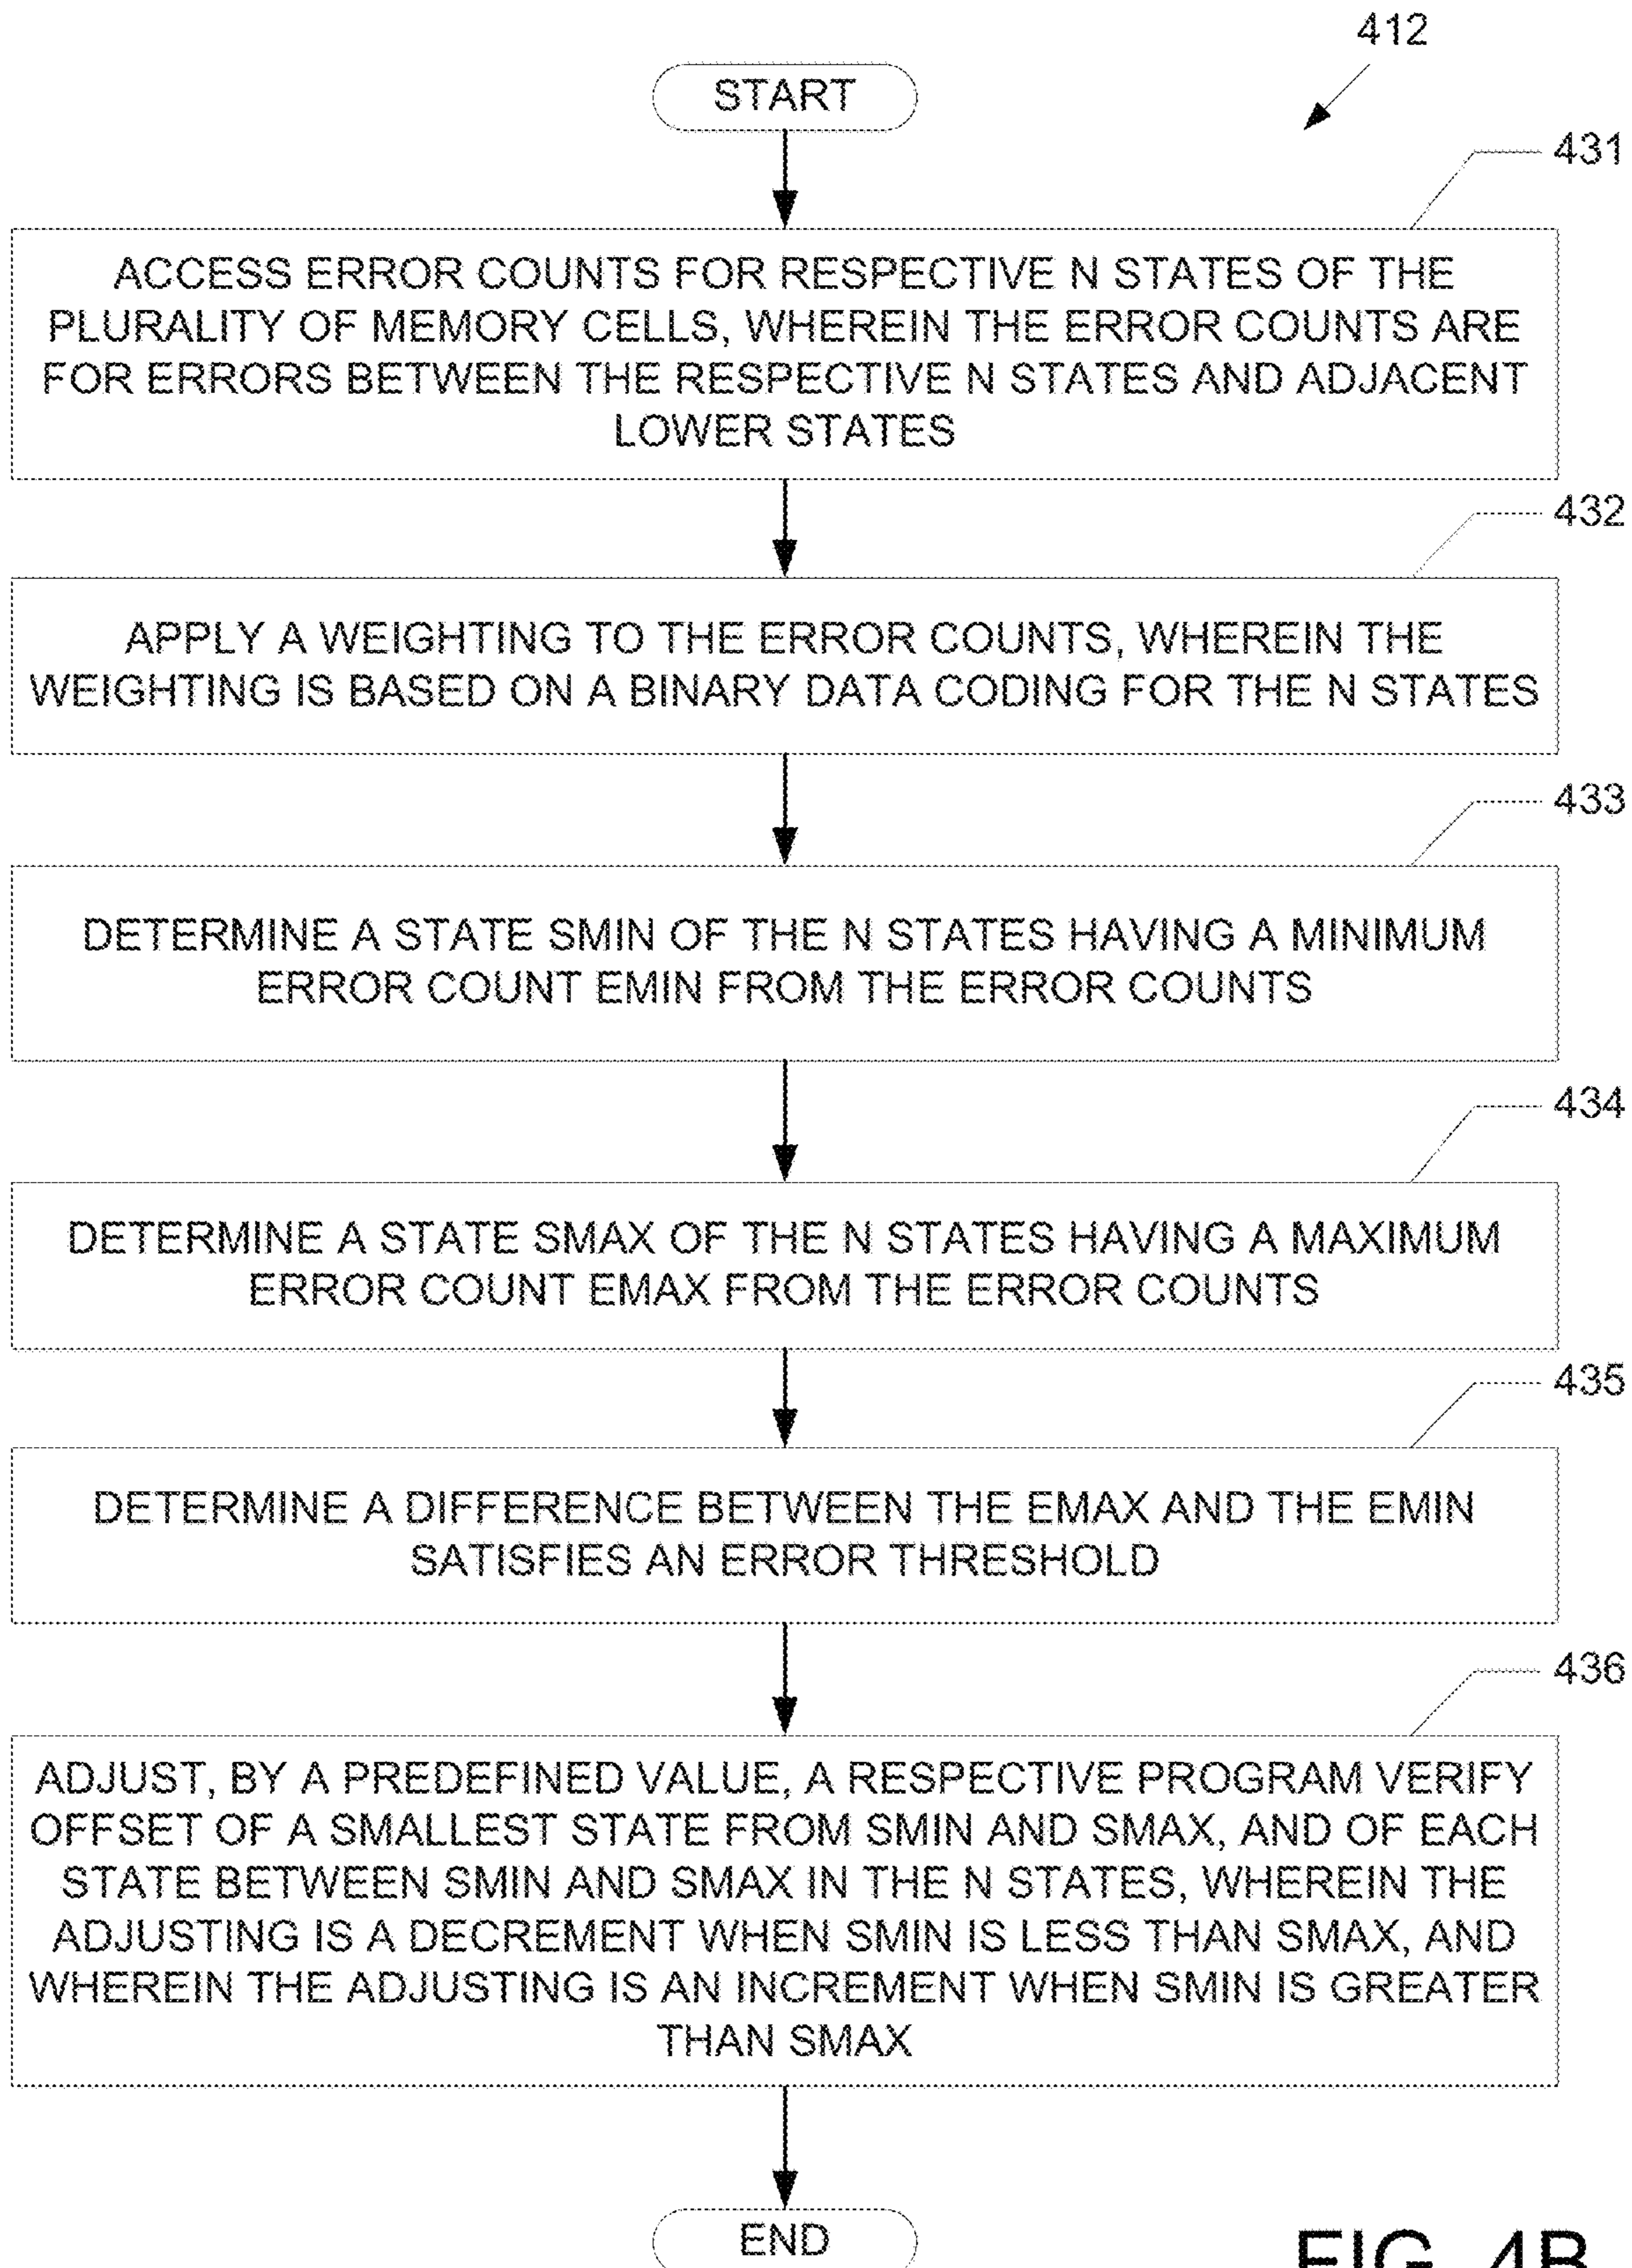 412
START
431
ACCESS ERROR COUNTS FOR RESPECTIVE N STATES OF THE
PLURALITY OF MEMORY CELLS, WHEREIN THE ERROR COUNTS ARE
FOR ERRORS BETWEEN THE RESPECTIVE N STATES AND ADJACENT
LOWER STATES
432
APPLY A WEIGHTING TO THE ERROR COUNTS, WHEREIN THE
WEIGHTING IS BASED ON A BINARY DATA CODING FOR THE N STATES
433
DETERMINE A STATE SMIN OF THE N STATES HAVING A MINIMUM
ERROR COUNT EMIN FROM THE ERROR COUNTS
434
DETERMINE A STATE SMAX OF THE N STATES HAVING A MAXIMUM
ERROR COUNT EMAX FROM THE ERROR COUNTS
435
DETERMINE A DIFFERENCE BETWEEN THE EMAX AND THE EMIN
SATISFIES AN ERROR THRESHOLD
436
ADJUST, BY A PREDEFINED VALUE, A RESPECTIVE PROGRAM VERIFY
OFFSET OF A SMALLEST STATE FROM SMIN AND SMAX, AND OF EACH
STATE BETWEEN SMIN AND SMAX IN THE N STATES, WHEREIN THE
ADJUSTING IS A DECREMENT WHEN SMIN IS LESS THAN SMAX, AND
WHEREIN THE ADJUSTING IS AN INCREMENT WHEN SMIN IS GREATER
THAN SMAX
END
FIG. 4B